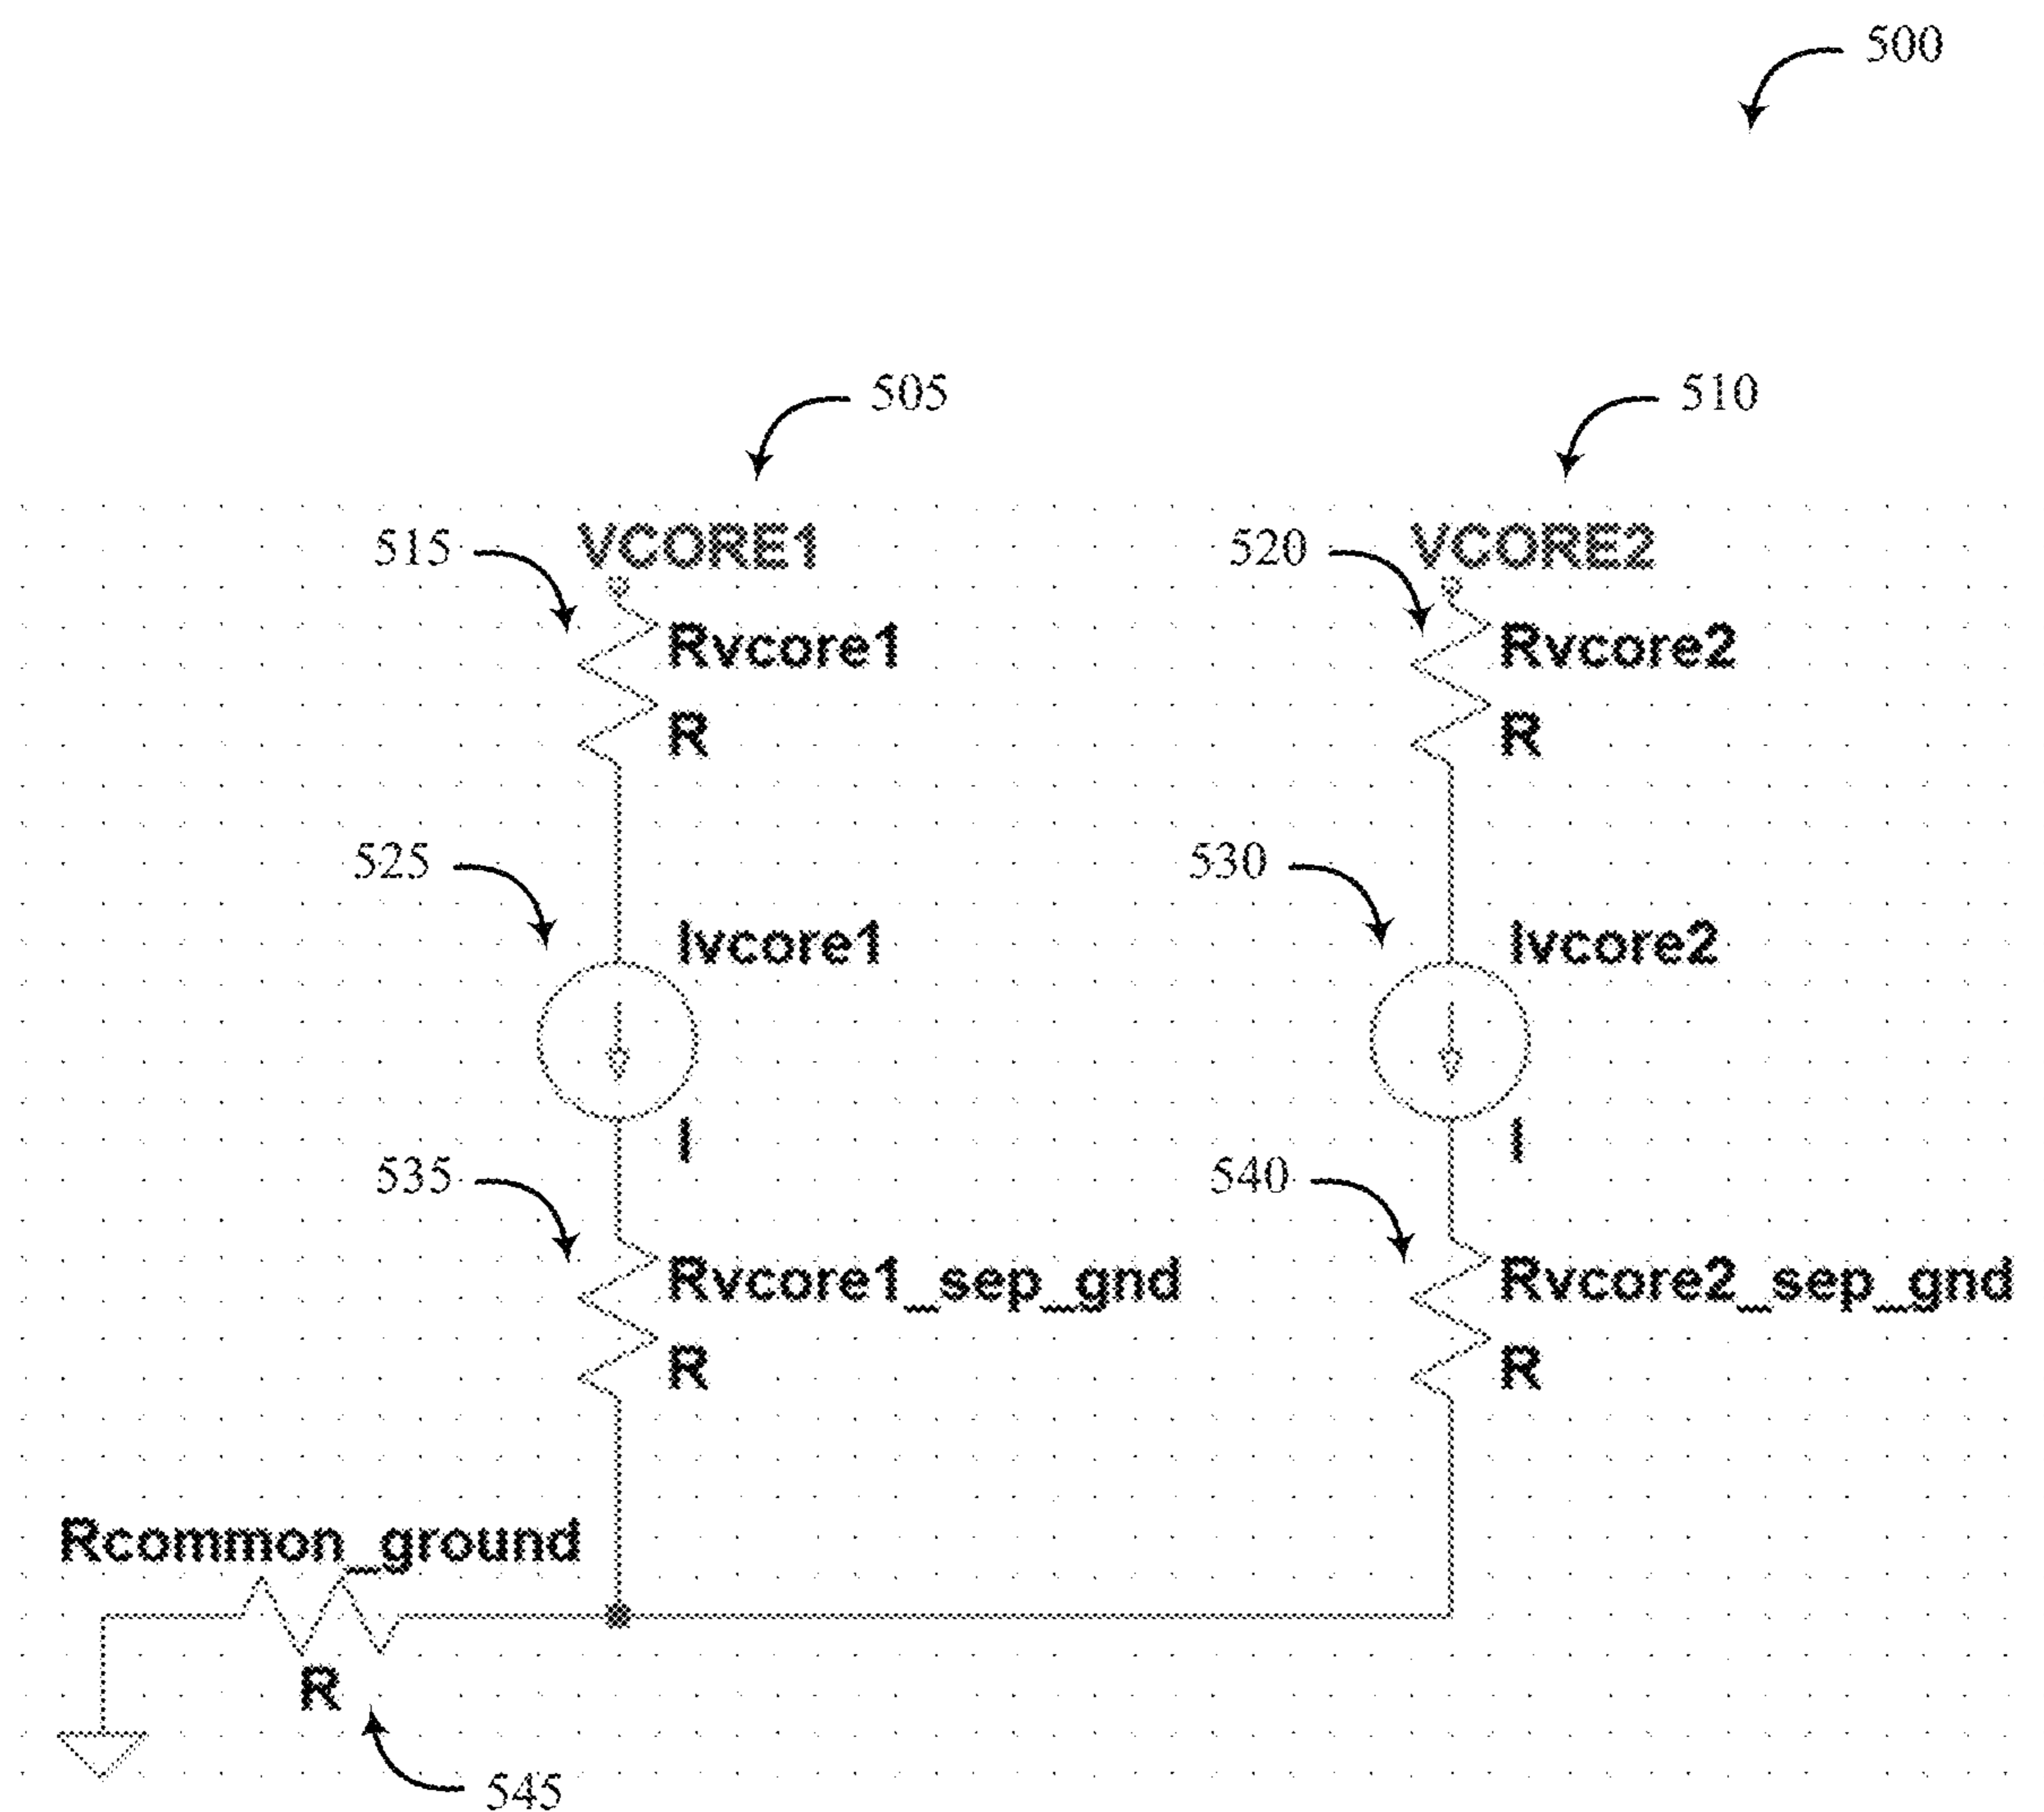 500
505
510
515
VCORE1
520
VCORE2
Rvcore1
Rvcore2
R
R
525
530
Ivcore1
Ivcore2
I
I
535
540
Rvcore1_sep_gnd
Rvcore2_sep_gnd
R
R
Rcommon_ground
R
545